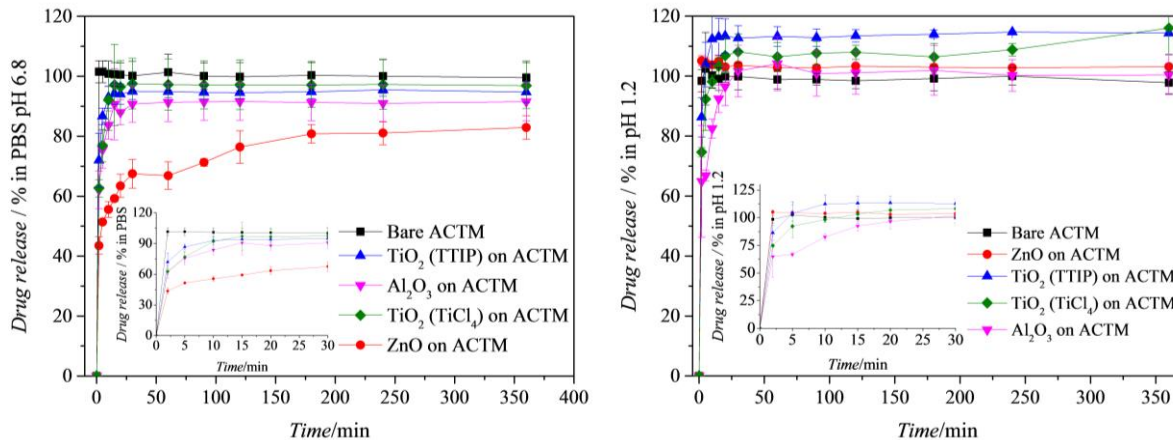 Drug release / % in PBS pH 6.8
120
100
80
60
40
20
0
0 50 100 150 200 250 300 350 400
Time/min
Drug release / % in PBS
120
90
60
30
0
0 5 10 15 20 25 30
Time/min
Bare ACTM
TiO₂ (TTIP) on ACTM
Al₂O₃ on ACTM
TiO₂ (TiCl₄) on ACTM
ZnO on ACTM
Drug release / % in pH 1.2
120
100
80
60
40
20
0
0 50 100 150 200 250 300 350
Time/min
Drug release / % in pH 1.2
125
100
75
50
25
0
0 5 10 15 20 25 30
Time/min
Bare ACTM
ZnO on ACTM
TiO₂ (TTIP) on ACTM
TiO₂ (TiCl₄) on ACTM
Al₂O₃ on ACTM